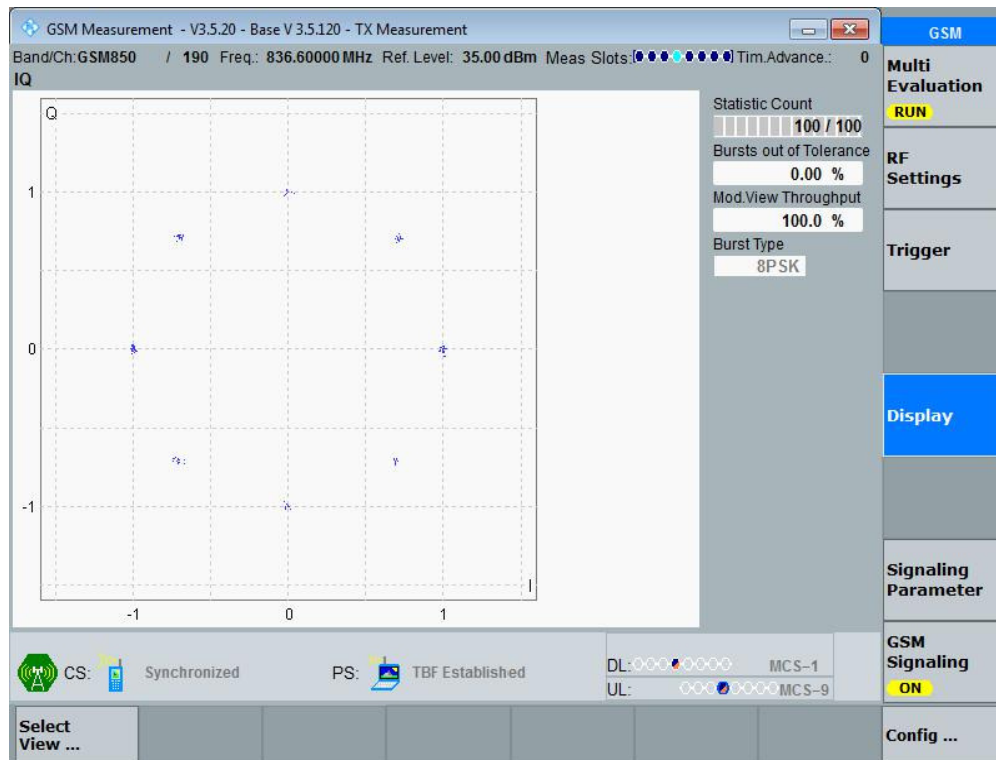 GSM Measurement - V3.5.20 - Base V 3.5.120 - TX Measurement
GSM
Band/Ch:GSM850 / 190 Freq.: 836.60000 MHz Ref. Level: 35.00 dBm Meas Slots: Tim.Advance.: 0
IQ
Multi
Evaluation
RUN
Q
Statistic Count
100 / 100
Bursts out of Tolerance
0.00 %
Mod.View Throughput
100.0 %
Burst Type
8PSK
RF
Settings
Trigger
Display
1
0
-1
I
-1 0 1
Signaling
Parameter
GSM
Signaling
ON
CS: Synchronized PS: TBF Established
DL: MCS-1
UL: MCS-9
Select
View ...
Config ...